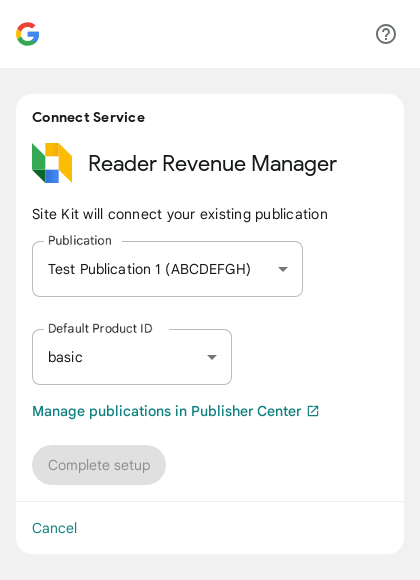 Connect Service
Reader Revenue Manager
Site Kit will connect your existing publication
Publication
Test Publication 1 (ABCDEFGH)
Default Product ID
basic
Manage publications in Publisher Center
Complete setup
Cancel